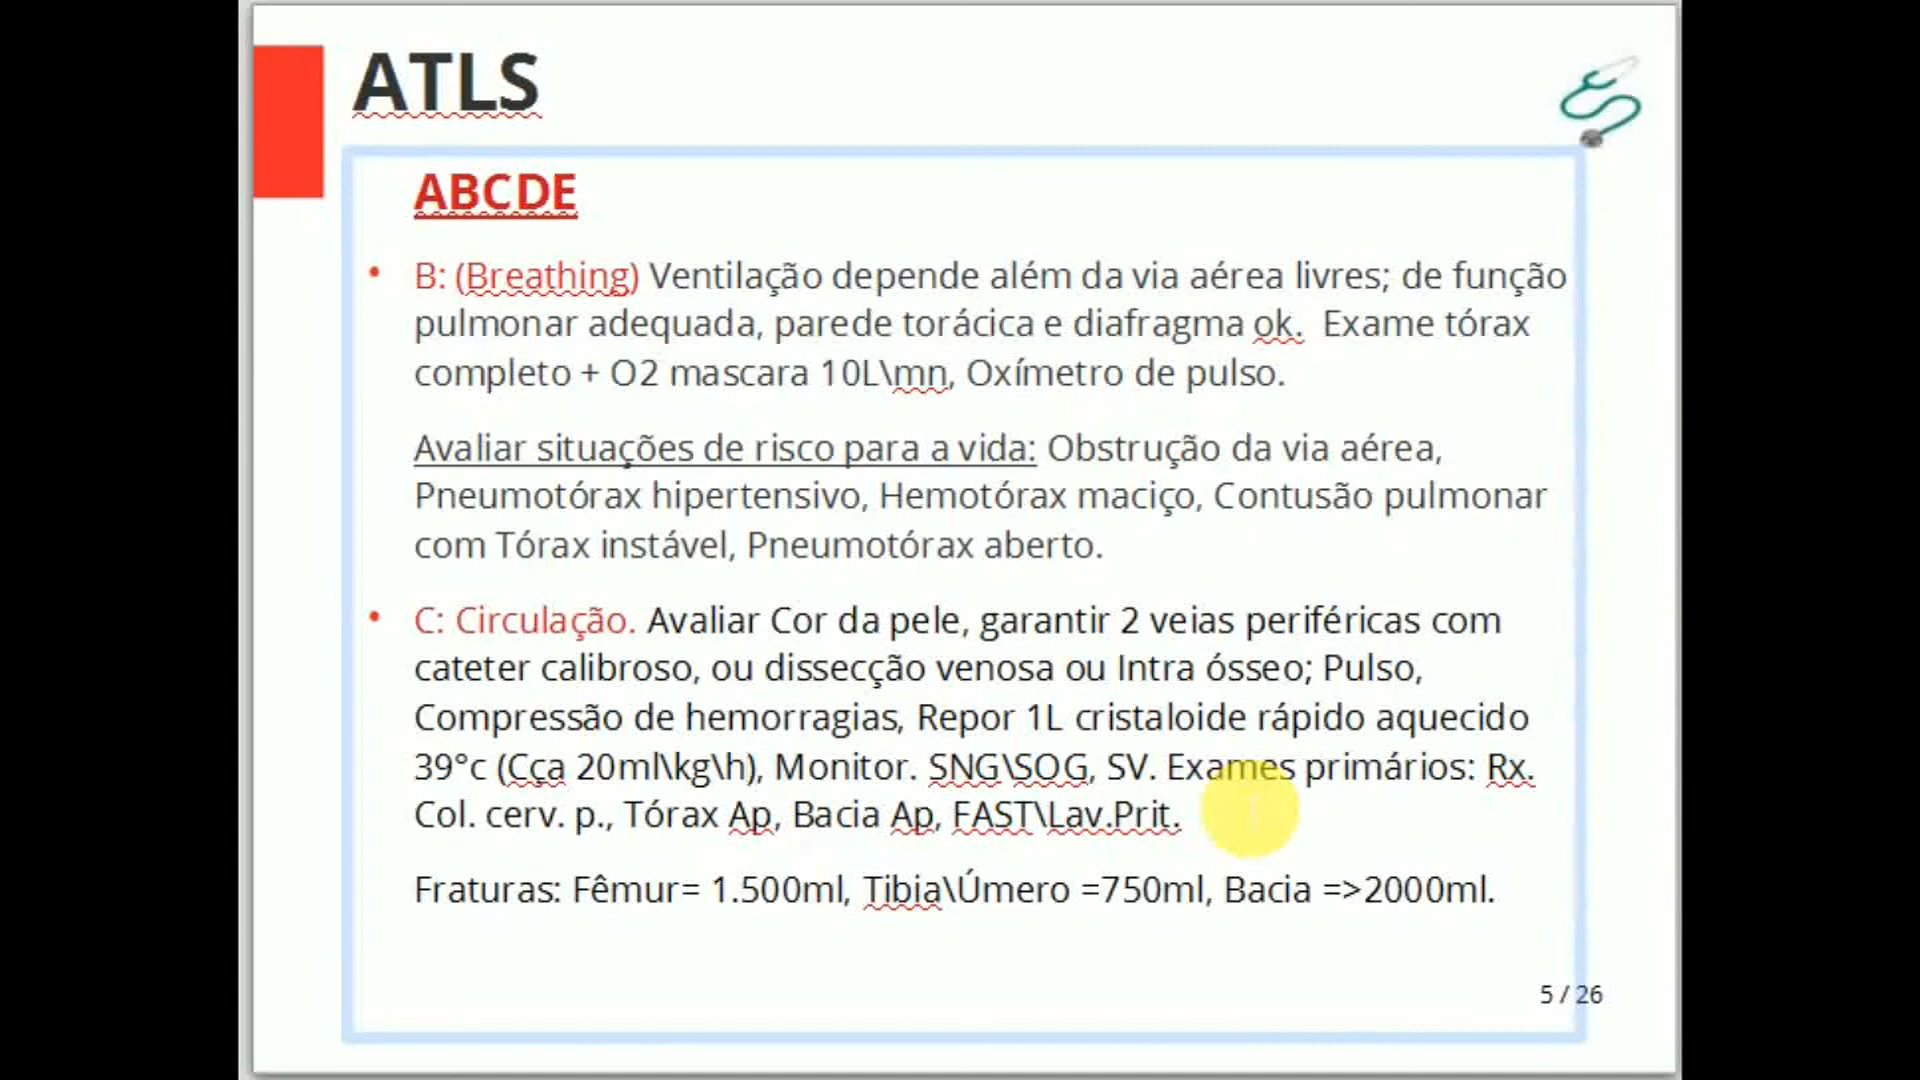 ATLS
ABCDE
• B: (Breathing) Ventilação depende além da via aérea livres; de função
pulmonar adequada, parede torácica e diafragma ok.  Exame tórax
completo + O2 mascara 10L\mn, Oxímetro de pulso.
Avaliar situações de risco para a vida: Obstrução da via aérea,
Pneumotórax hipertensivo, Hemotórax maciço, Contusão pulmonar
com Tórax instável, Pneumotórax aberto.
• C: Circulação. Avaliar Cor da pele, garantir 2 veias periféricas com
cateter calibroso, ou dissecção venosa ou Intra ósseo; Pulso,
Compressão de hemorragias, Repor 1L cristaloide rápido aquecido
39°c (Cça 20ml\kg\h), Monitor. SNG\SOG, SV. Exames primários: Rx.
Col. cerv. p., Tórax Ap, Bacia Ap, FAST\Lav.Prit.
Fraturas: Fêmur= 1.500ml, Tibia\Úmero =750ml, Bacia =>2000ml.
5 / 26